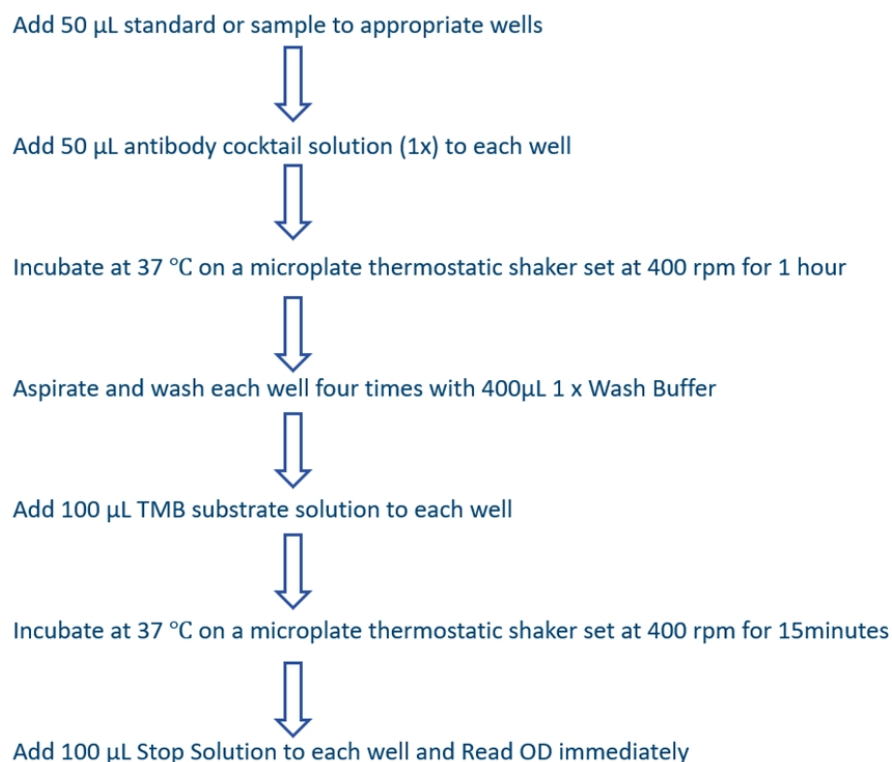 Add 50 µL standard or sample to appropriate wells
Add 50 µL antibody cocktail solution (1x) to each well
Incubate at 37 ℃ on a microplate thermostatic shaker set at 400 rpm for 1 hour
Aspirate and wash each well four times with 400µL 1 x Wash Buffer
Add 100 µL TMB substrate solution to each well
Incubate at 37 ℃ on a microplate thermostatic shaker set at 400 rpm for 15minutes
Add 100 µL Stop Solution to each well and Read OD immediately